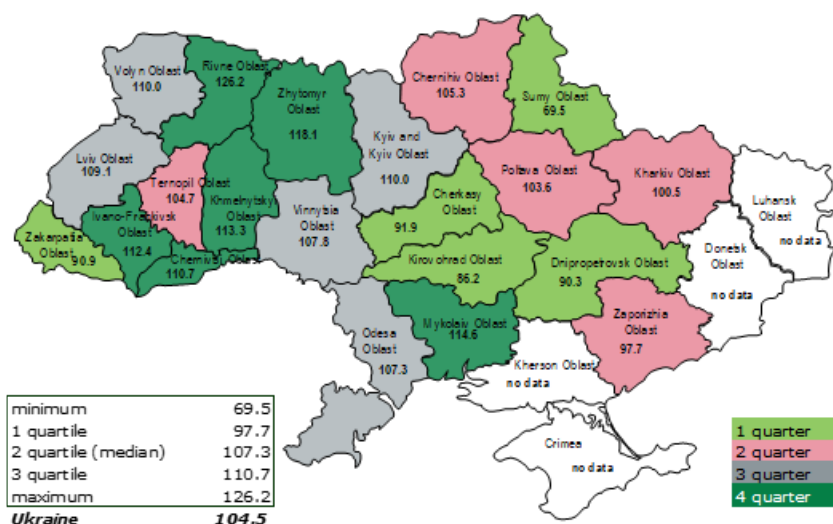 Volyn Oblast
110.0
Rivne Oblast
126.2
Zhytomyr
Oblast
118.1
Kyiv and
Kyiv Oblast
110.0
Chernihiv Oblast
105.3
Sumy Oblast
69.5
Lviv Oblast
109.1
Ternopil Oblast
104.7
Khmelnytskyi
Oblast
113.3
Ivano-Frankivsk
Oblast
112.4
Zakarpattia
Oblast
90.9
Chernivtsi Oblast
110.7
Vinnytsia
Oblast
107.8
Cherkasy
Oblast
91.9
Poltava Oblast
103.6
Kharkiv Oblast
100.5
Luhansk
Oblast
no data
Donetsk
Oblast
no data
Kirovohrad Oblast
86.2
Dnipropetrovsk Oblast
90.3
Zaporizhia
Oblast
97.7
Odesa
Oblast
107.3
Mykolaiv Oblast
114.6
Kherson Oblast
no data
Crimea
no data
minimum 69.5
1 quartile 97.7
2 quartile (median) 107.3
3 quartile 110.7
maximum 126.2
Ukraine 104.5
1 quarter
2 quarter
3 quarter
4 quarter